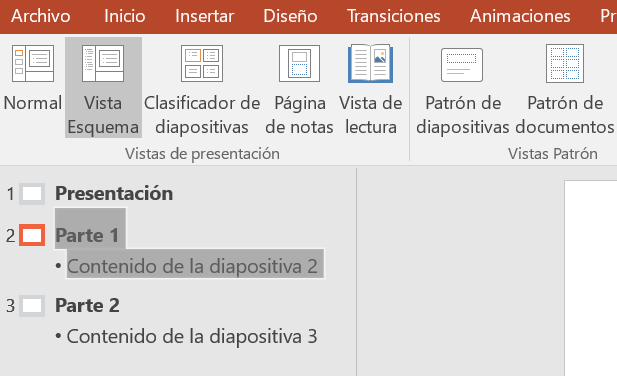 Archivo Inicio Insertar Diseño Transiciones Animaciones Pr
Normal Vista Clasificador de Página Vista de Patrón de Patrón de
Esquema diapositivas de notas lectura diapositivas documentos
Vistas de presentación Vistas Patrón
1 Presentación
2 Parte 1
• Contenido de la diapositiva 2
3 Parte 2
• Contenido de la diapositiva 3